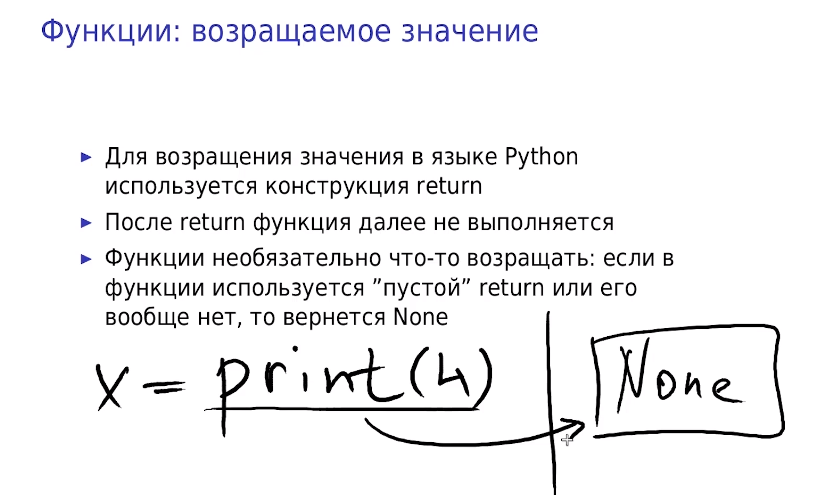 Функции: возращаемое значение
Для возращения значения в языке Python
используется конструкция return
После return функция далее не выполняется
Функции необязательно что-то возращать: если в
функции используется ”пустой” return или его
вообще нет, то вернется None
x = print(4) None